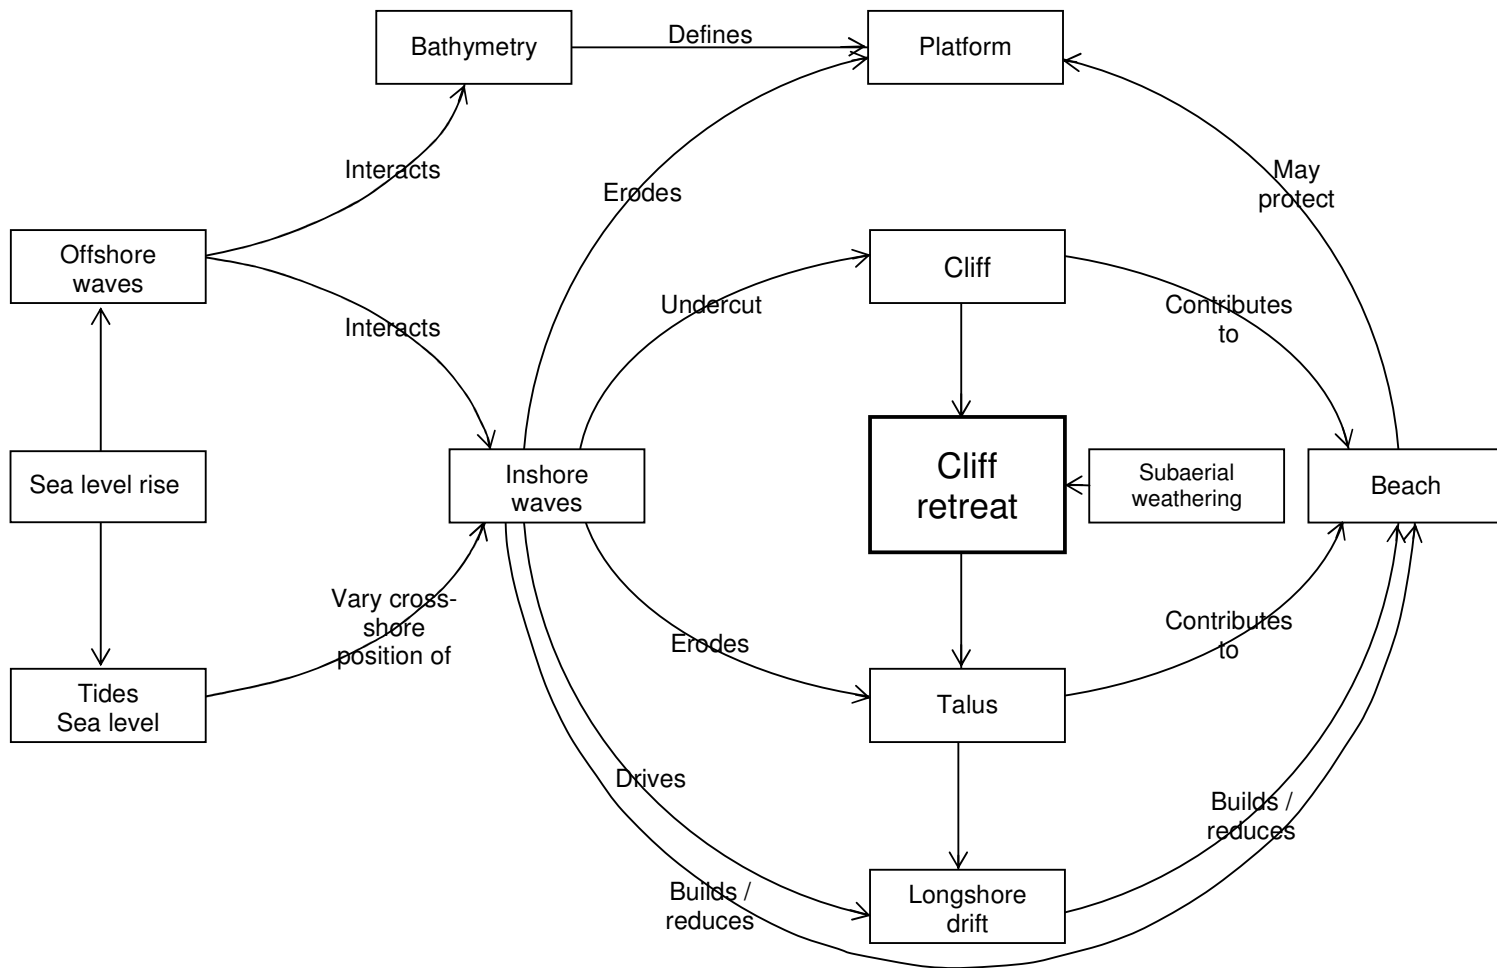 Bathymetry
Defines
Platform
Interacts
Erodes
May
protect
Offshore
waves
Cliff
Interacts
Undercut
Contributes
to
Sea level rise
Inshore
waves
Cliff
retreat
Subaerial
weathering
Beach
Vary cross-
shore
position of
Erodes
Contributes
to
Tides
Sea level
Talus
Drives
Builds /
reduces
Builds /
reduces
Longshore
drift